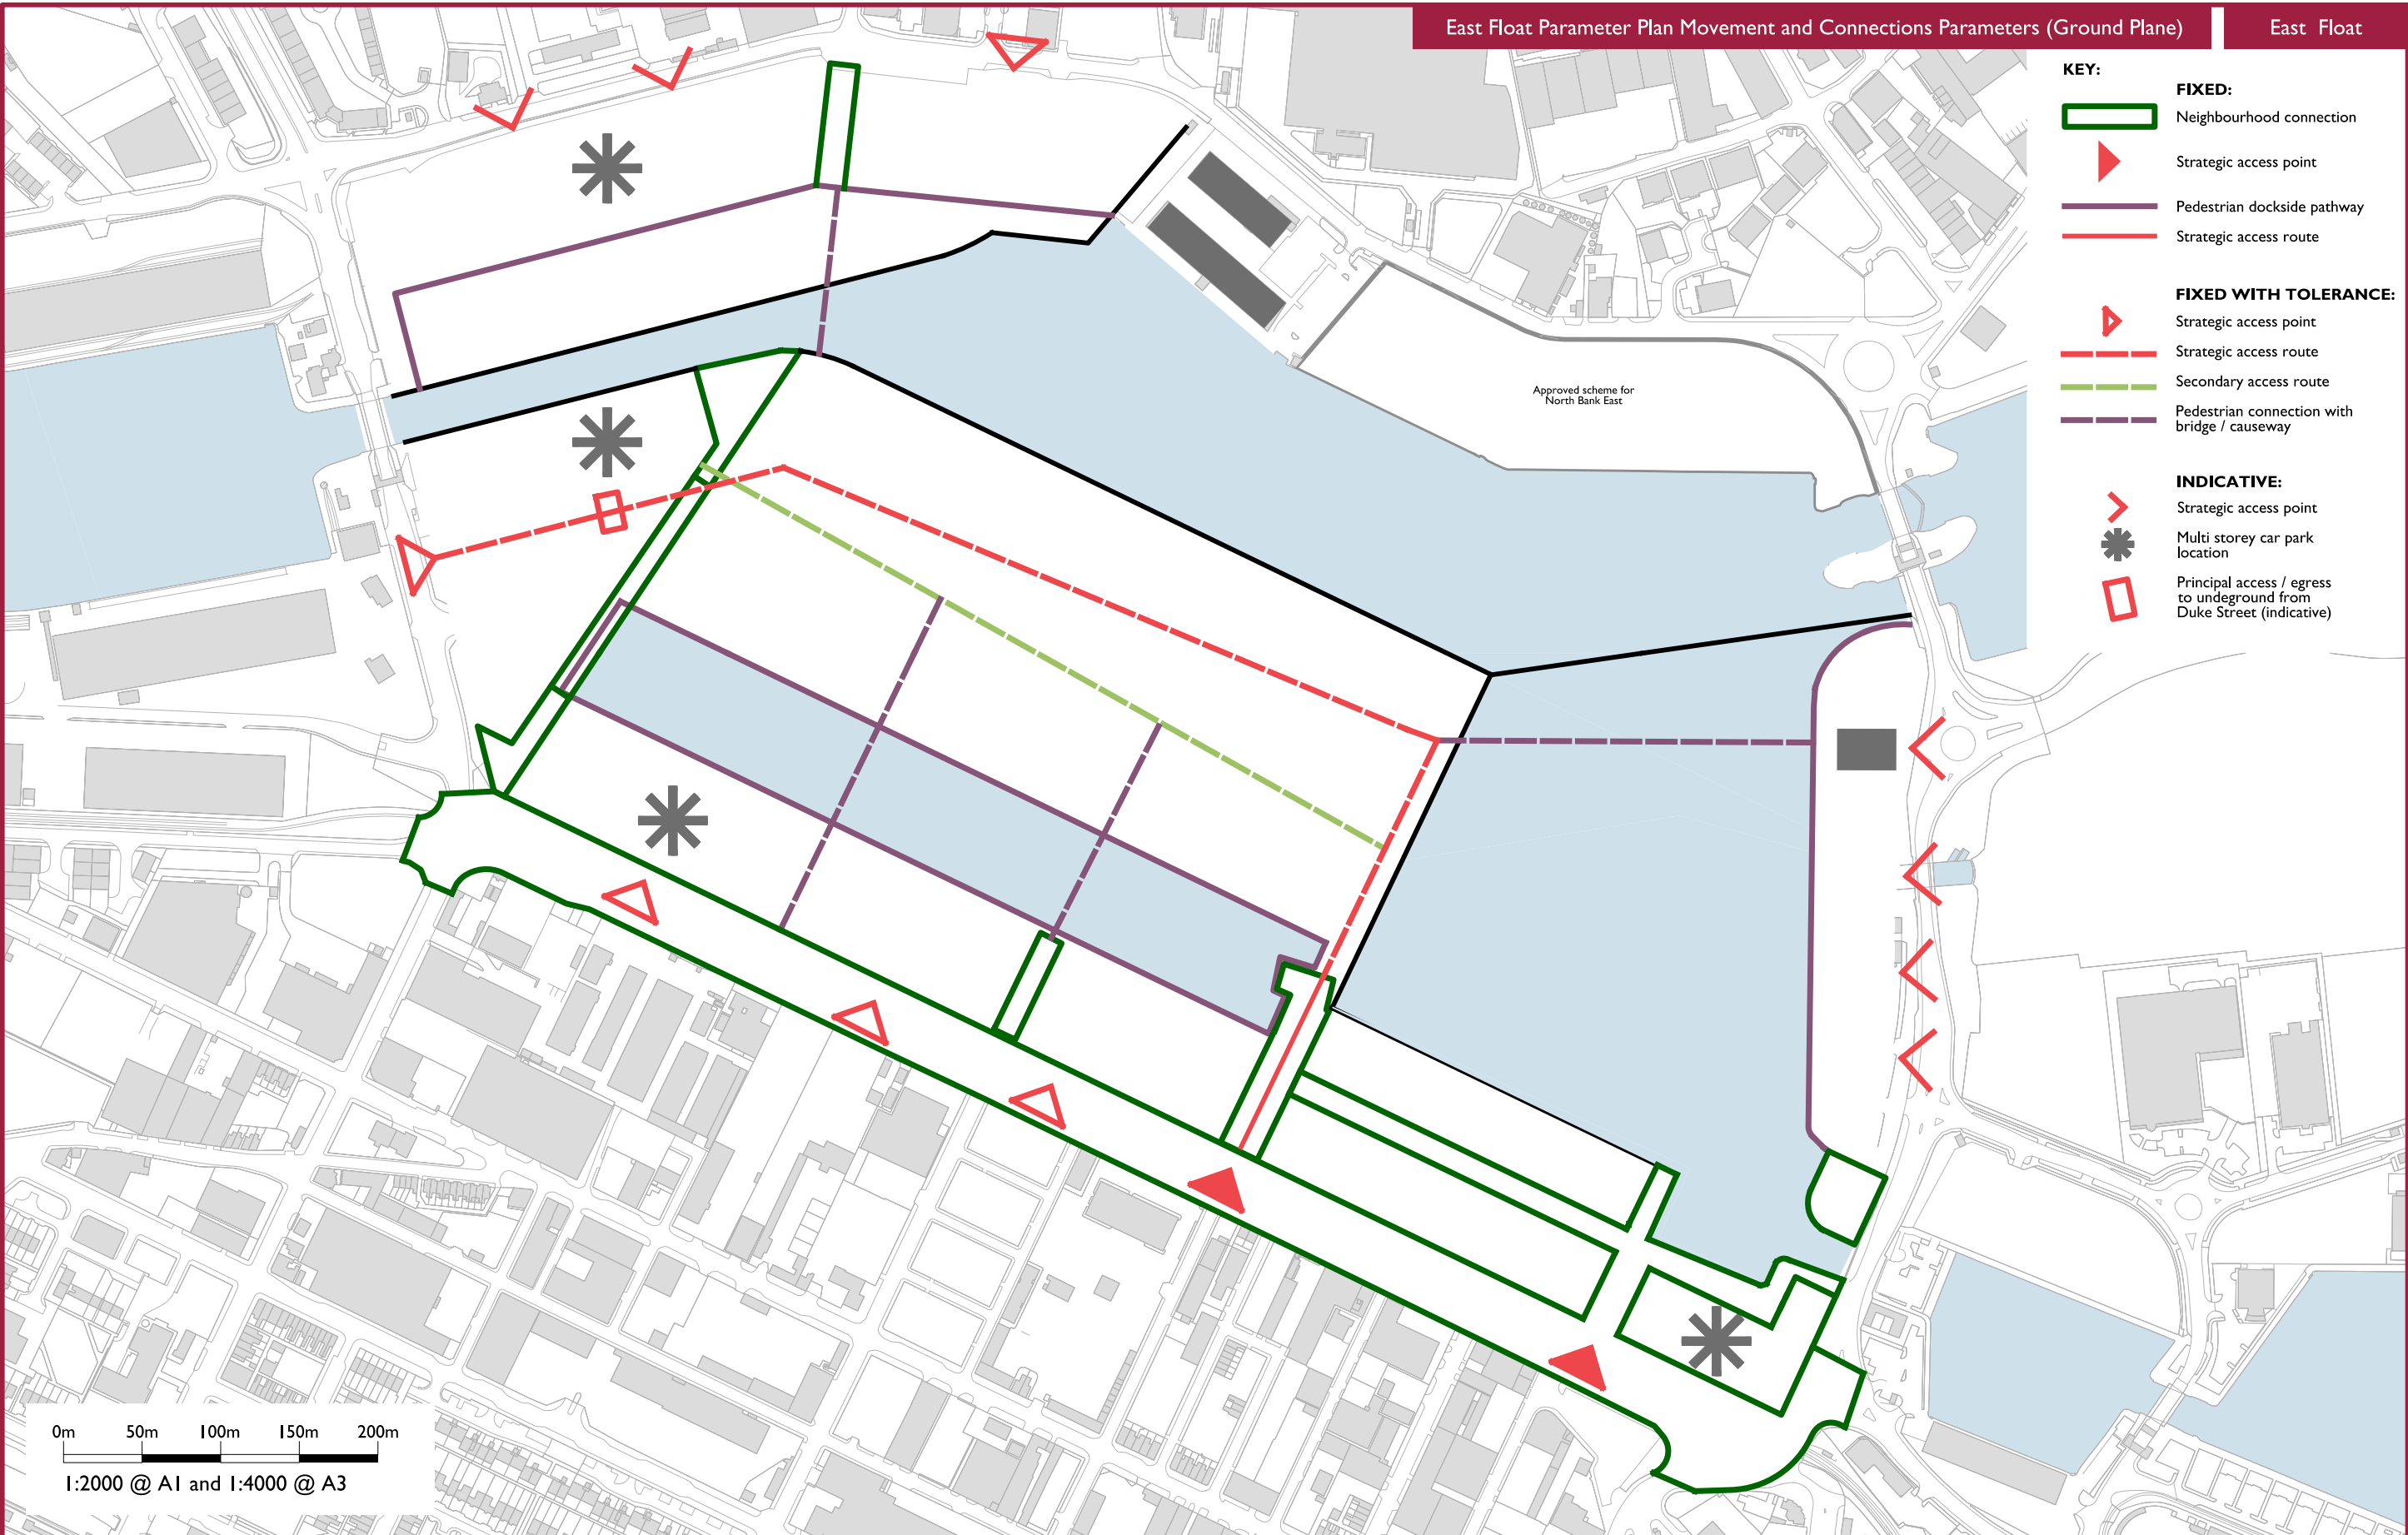 East Float Parameter Plan Movement and Connections Parameters (Ground Plane)
East Float
KEY:
FIXED:
Neighbourhood connection
Strategic access point
Pedestrian dockside pathway
Strategic access route
FIXED WITH TOLERANCE:
Strategic access point
Strategic access route
Secondary access route
Pedestrian connection with
bridge / causeway
INDICATIVE:
Strategic access point
Multi storey car park
location
Principal access / egress
to undeground from
Duke Street (indicative)
Approved scheme for
North Bank East
0m 50m 100m 150m 200m
1:2000 @ A1 and 1:4000 @ A3